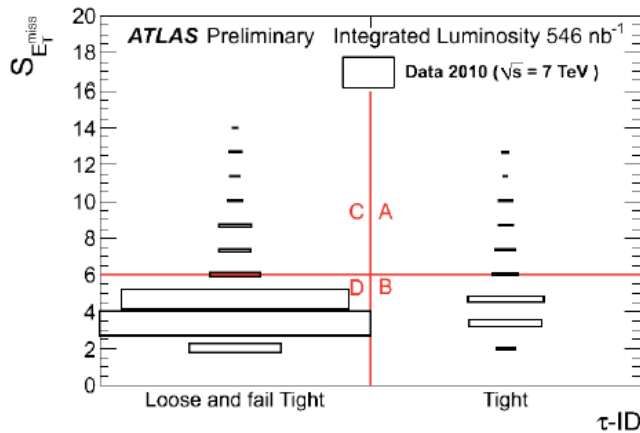 ATLAS Preliminary Integrated Luminosity 546 nb⁻¹
Data 2010 (√s = 7 TeV)
S_{E_T^{miss}}
20
18
16
14
12
10
8
6
4
2
0
C A
D B
Loose and fail Tight Tight
τ-ID